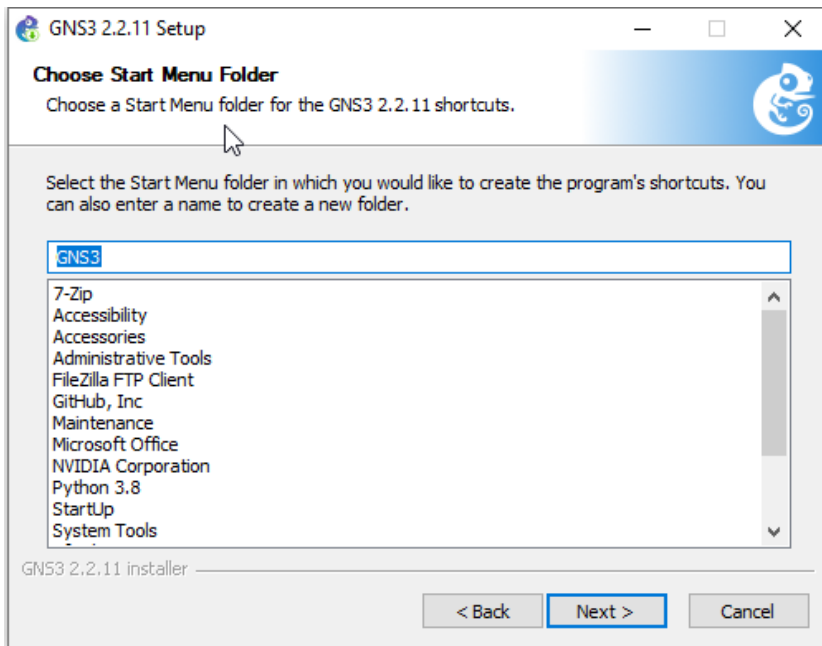 GNS3 2.2.11 Setup
Choose Start Menu Folder
Choose a Start Menu folder for the GNS3 2.2.11 shortcuts.
Select the Start Menu folder in which you would like to create the program's shortcuts. You
can also enter a name to create a new folder.
GNS3
7-Zip
Accessibility
Accessories
Administrative Tools
FileZilla FTP Client
GitHub, Inc
Maintenance
Microsoft Office
NVIDIA Corporation
Python 3.8
StartUp
System Tools
GNS3 2.2.11 installer
< Back
Next >
Cancel